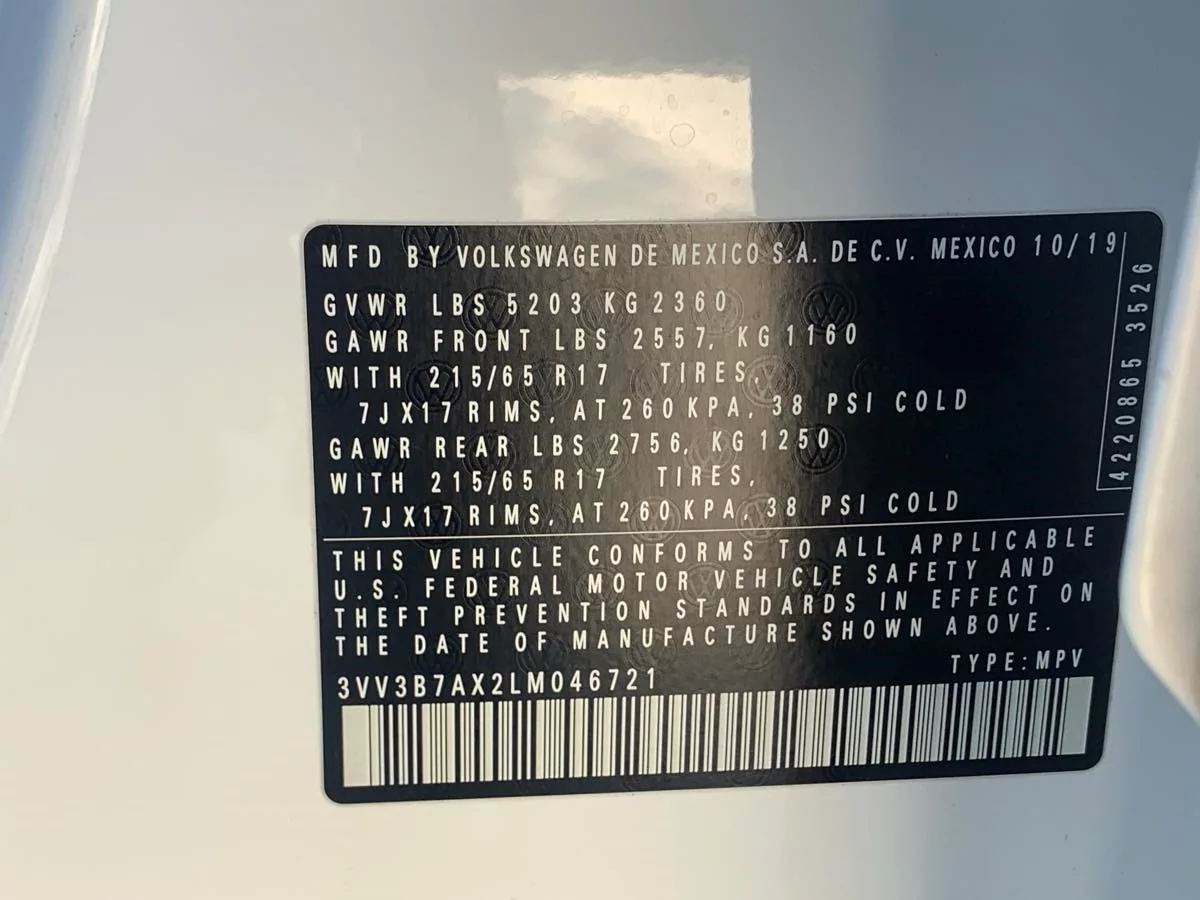 MFD BY VOLKSWAGEN DE MEXICO S.A. DE C.V. MEXICO 10/19
GVWR LBS 5203 KG 2360
GAWR FRONT LBS 2557, KG 1160
WITH 215/65 R17 TIRES,
7JX17 RIMS, AT 260 KPA, 38 PSI COLD
GAWR REAR LBS 2756, KG 1250
WITH 215/65 R17 TIRES,
7JX17 RIMS, AT 260 KPA, 38 PSI COLD
4220865 3526
THIS VEHICLE CONFORMS TO ALL APPLICABLE
U.S. FEDERAL MOTOR VEHICLE SAFETY AND
THEFT PREVENTION STANDARDS IN EFFECT ON
THE DATE OF MANUFACTURE SHOWN ABOVE.
3VV3B7AX2LM046721 TYPE: MPV